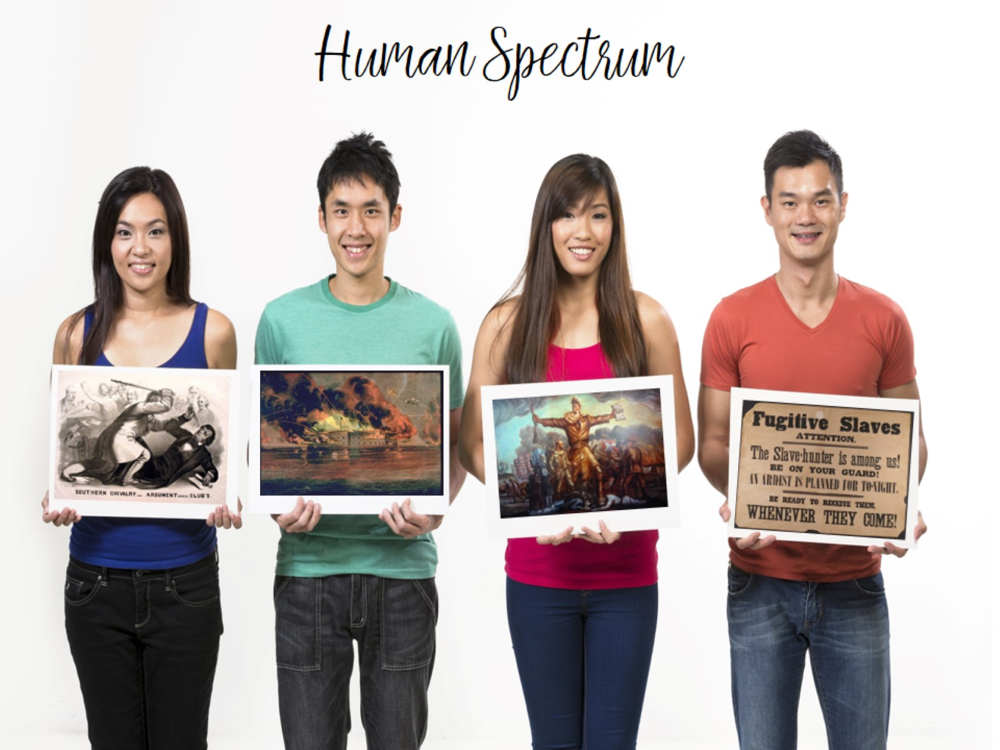 Human Spectrum
SOUTHERN CHIVALRY _ ARGUMENT VERSUS CLUB'S.
Fugitive Slaves
ATTENTION.
The Slave-hunter is among us!
BE ON YOUR GUARD!
AN ARREST IS PLANNED FOR TO-NIGHT.
BE READY TO RECEIVE THEM,
WHENEVER THEY COME!